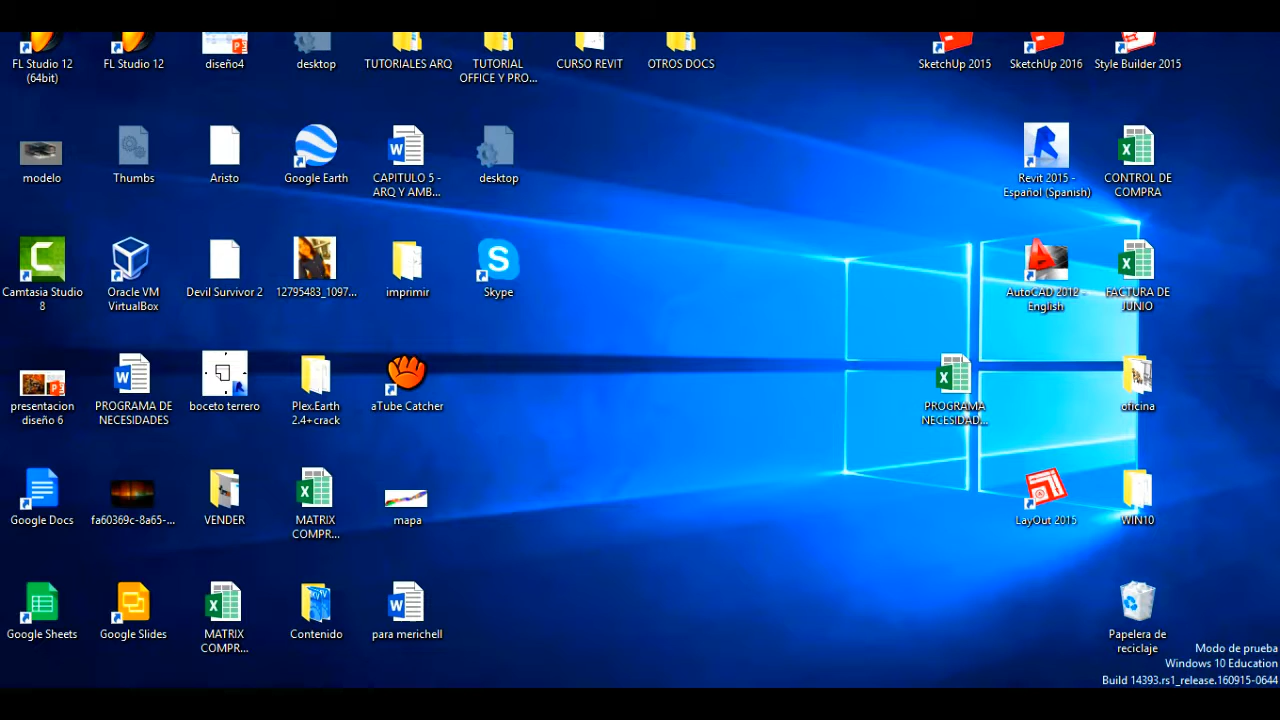 FL Studio 12
(64bit)
FL Studio 12
diseño4
desktop
TUTORIALES ARQ
TUTORIAL
OFFICE Y PRO...
CURSO REVIT
OTROS DOCS
SketchUp 2015
SketchUp 2016
Style Builder 2015
modelo
Thumbs
Aristo
Google Earth
CAPITULO 5 -
ARQ Y AMB...
desktop
Revit 2015 -
Español (Spanish)
CONTROL DE
COMPRA
Camtasia Studio
8
Oracle VM
VirtualBox
Devil Survivor 2
12795483_1097...
imprimir
Skype
AutoCAD 2012 -
English
FACTURA DE
JUNIO
presentacion
diseño 6
PROGRAMA DE
NECESIDADES
boceto terrero
Plex.Earth
2.4+crack
aTube Catcher
PROGRAMA
NECESIDAD...
oficina
Google Docs
fa60369c-8a65-...
VENDER
MATRIX
COMPR...
mapa
LayOut 2015
WIN10
Google Sheets
Google Slides
MATRIX
COMPR...
Contenido
para merichell
Papelera de
reciclaje
Modo de prueba
Windows 10 Education
Build 14393.rs1_release.160915-0644